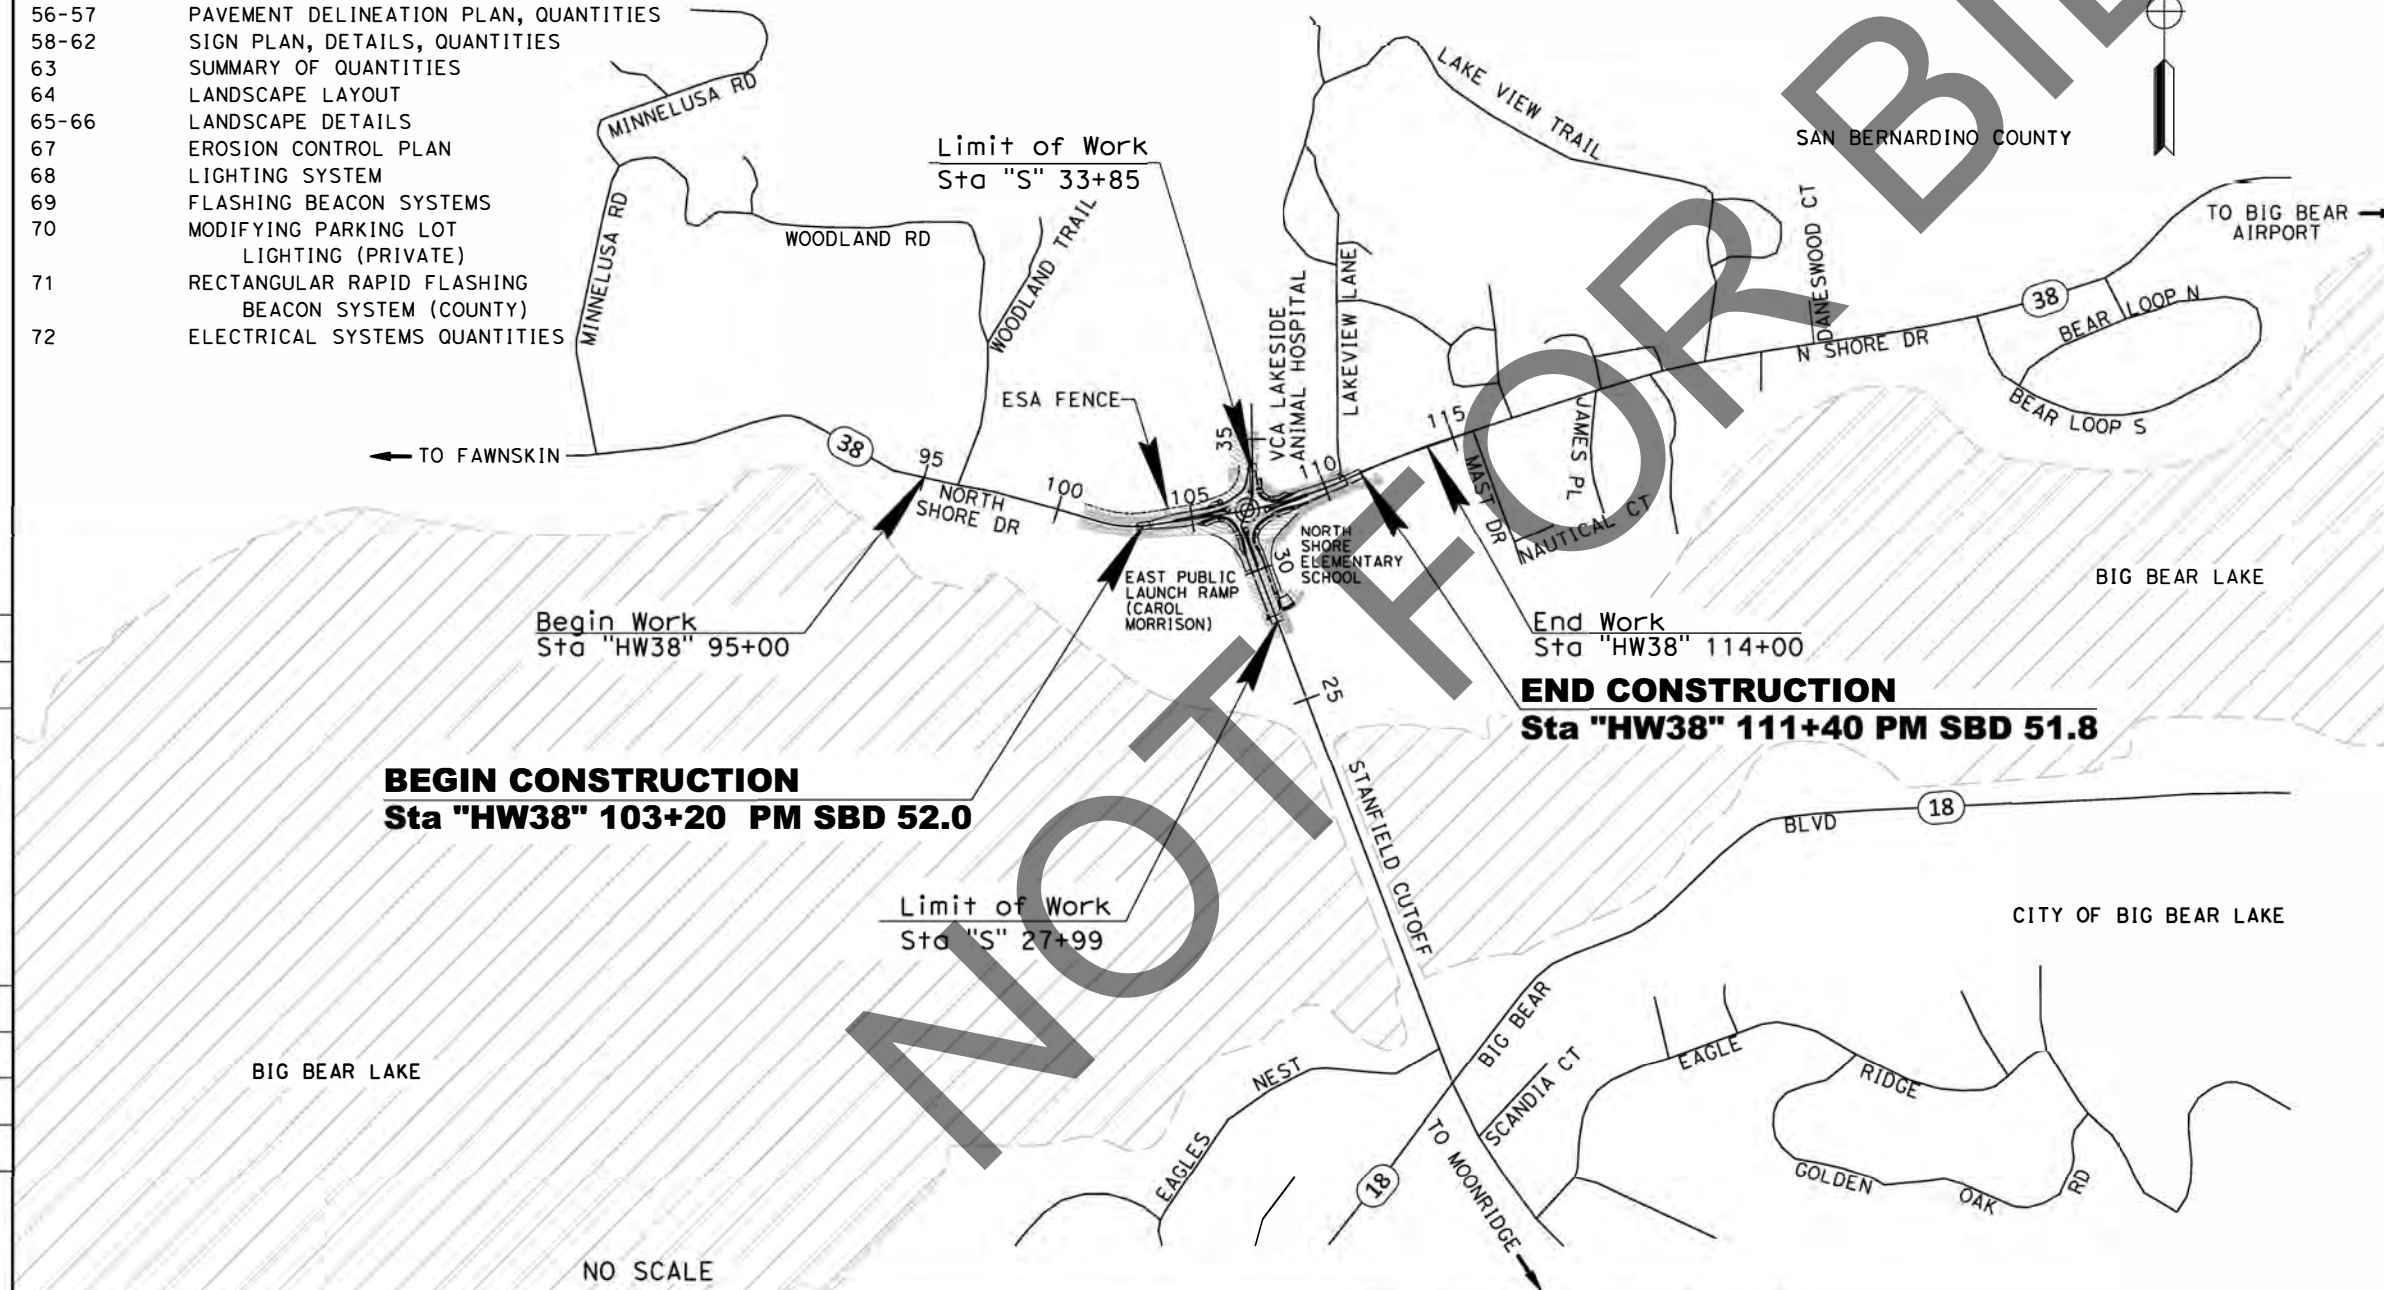 56-57 PAVEMENT DELINEATION PLAN, QUANTITIES
58-62 SIGN PLAN, DETAILS, QUANTITIES
63 SUMMARY OF QUANTITIES
64 LANDSCAPE LAYOUT
65-66 LANDSCAPE DETAILS
67 EROSION CONTROL PLAN
68 LIGHTING SYSTEM
69 FLASHING BEACON SYSTEMS
70 MODIFYING PARKING LOT
LIGHTING (PRIVATE)
71 RECTANGULAR RAPID FLASHING
BEACON SYSTEM (COUNTY)
72 ELECTRICAL SYSTEMS QUANTITIES
MINNELUSA RD
MINNELUSA RD
WOODLAND RD
WOODLAND TRAIL
Limit of Work
Sta "S" 33+85
LAKE VIEW TRAIL
SAN BERNARDINO COUNTY
DANESWOOD CT
TO BIG BEAR
AIRPORT
38
BEAR LOOP N
N SHORE DR
BEAR LOOP S
VCA LAKESIDE
ANIMAL HOSPITAL
LAKEVIEW LANE
ESA FENCE
35
115
JAMES PL
MAST DR
NAUTICAL CT
TO FAWNSKIN
38
95
NORTH
SHORE DR
100
105
110
30
NORTH
SHORE
ELEMENTARY
SCHOOL
EAST PUBLIC
LAUNCH RAMP
(CAROL
MORRISON)
BIG BEAR LAKE
Begin Work
Sta "HW38" 95+00
End Work
Sta "HW38" 114+00
END CONSTRUCTION
Sta "HW38" 111+40 PM SBD 51.8
25
BEGIN CONSTRUCTION
Sta "HW38" 103+20 PM SBD 52.0
STANFIELD CUTOFF
BLVD
18
Limit of Work
Sta "S" 27+99
CITY OF BIG BEAR LAKE
BIG BEAR LAKE
BIG BEAR
EAGLES NEST
SCANDIA CT
EAGLE RIDGE
GOLDEN OAK RD
18
TO MOONRIDGE
NO SCALE
NOT FOR BI